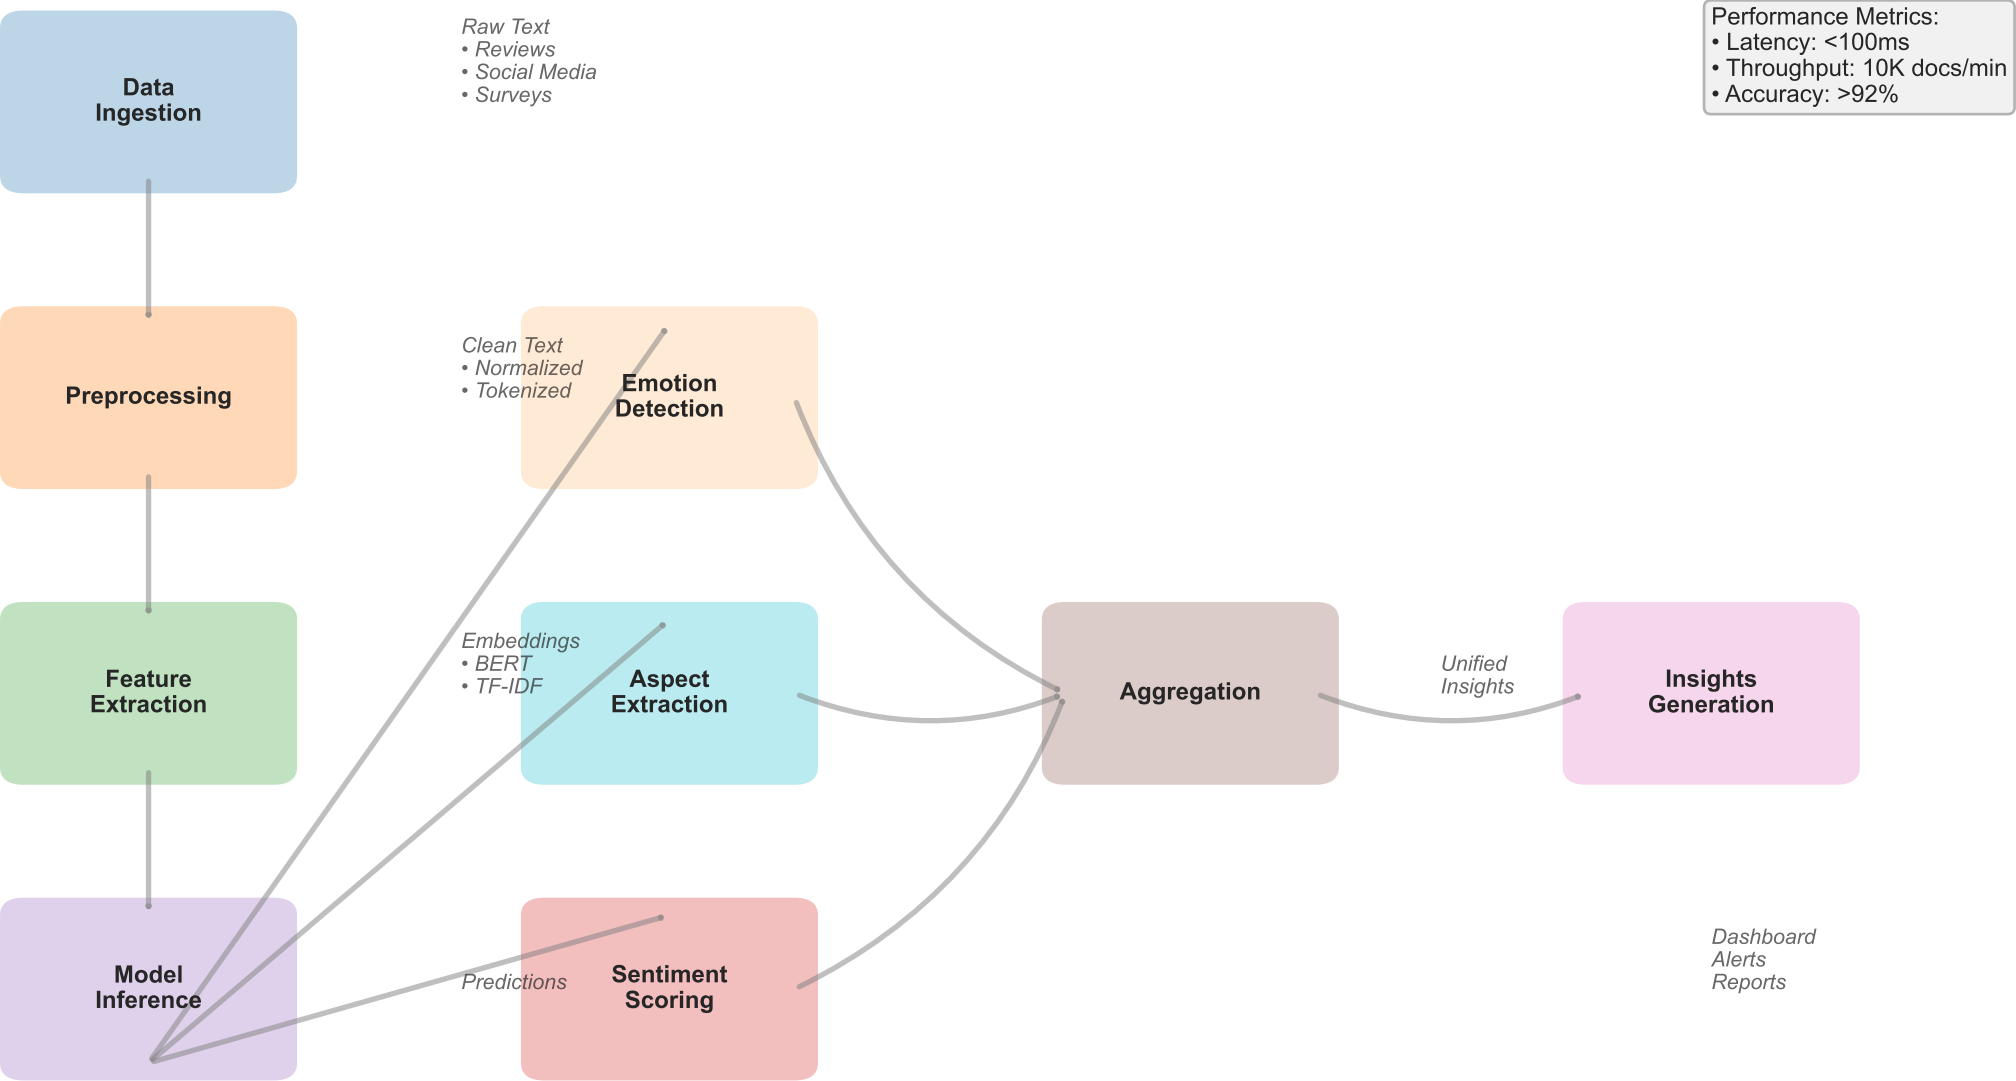 Data
Ingestion
Raw Text
• Reviews
• Social Media
• Surveys
Performance Metrics:
• Latency: <100ms
• Throughput: 10K docs/min
• Accuracy: >92%
Preprocessing
Clean Text
• Normalized
• Tokenized
Emotion
Detection
Feature
Extraction
Embeddings
• BERT
• TF-IDF
Aspect
Extraction
Aggregation
Unified
Insights
Insights
Generation
Model
Inference
Predictions
Sentiment
Scoring
Dashboard
Alerts
Reports